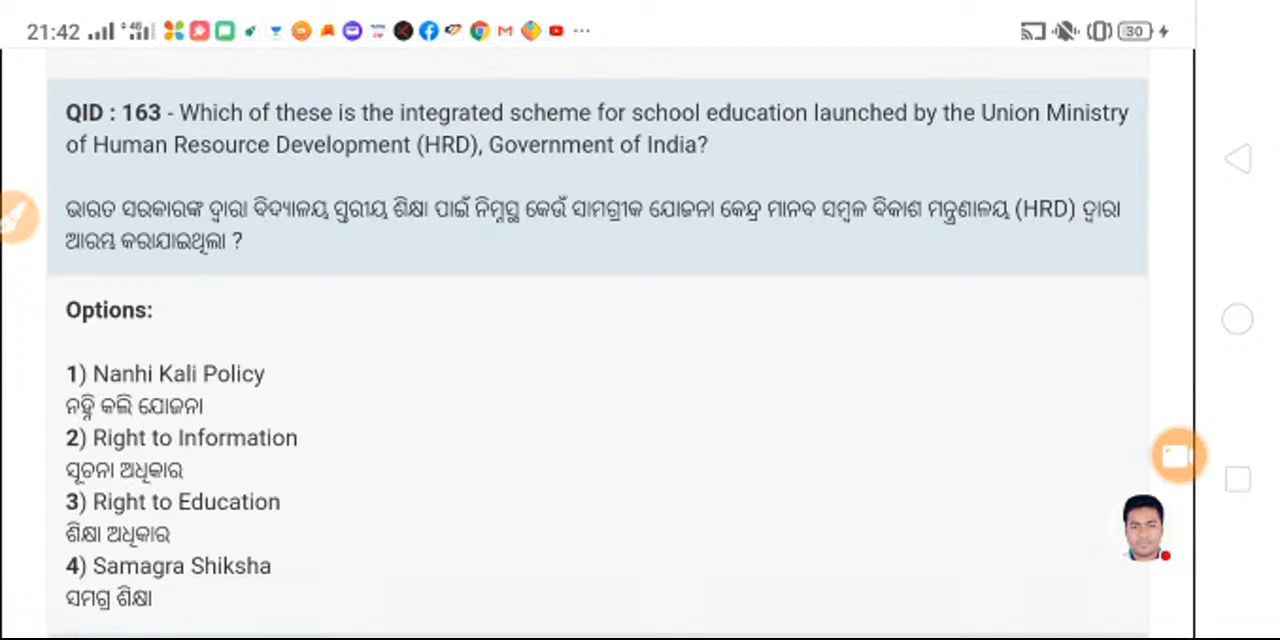 21:42
30
QID : 163 - Which of these is the integrated scheme for school education launched by the Union Ministry
of Human Resource Development (HRD), Government of India?
ଭାରତ ସରକାରଙ୍କ ଦ୍ୱାରା ବିଦ୍ୟାଳୟ ସ୍ତରୀୟ ଶିକ୍ଷା ପାଇଁ ନିମ୍ନସ୍ଥ କେଉଁ ସାମଗ୍ରୀକ ଯୋଜନା କେନ୍ଦ୍ର ମାନବ ସମ୍ବଳ ବିକାଶ ମନ୍ତ୍ରଣାଳୟ (HRD) ଦ୍ୱାରା
ଆରମ୍ଭ କରାଯାଇଥିଲା ?
Options:
1) Nanhi Kali Policy
ନହ୍ନି କଲି ଯୋଜନା
2) Right to Information
ସୂଚନା ଅଧିକାର
3) Right to Education
ଶିକ୍ଷା ଅଧିକାର
4) Samagra Shiksha
ସମଗ୍ର ଶିକ୍ଷା